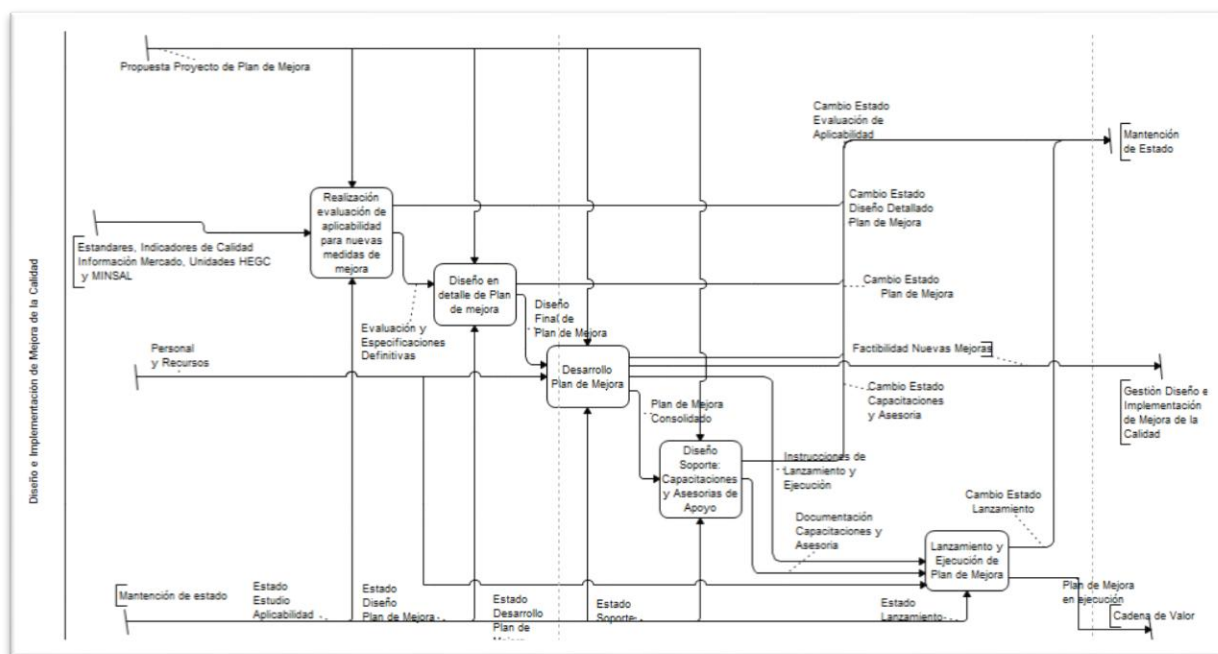 Diseño e Implementación de Mejora de la Calidad
Propuesta Proyecto de Plan de Mejora
Cambio Estado
Evaluación de
Aplicabilidad
Mantención
de Estado
Realización
evaluación de
aplicabilidad
para nuevas
medidas de
mejora
Cambio Estado
Diseño Detallado
Plan de Mejora
Estandares, Indicadores de Calidad
Información Mercado, Unidades HEGC
y MINSAL
Diseño en
detalle de Plan
de mejora
Cambio Estado
Plan de Mejora
Diseño
Final de
Plan de Mejora
Evaluación y
Especificaciones
Definitivas
Personal
y Recursos
Factibilidad Nuevas Mejoras
Desarrollo
Plan de Mejora
Cambio Estado
Capacitaciones
y Asesoria
Gestión Diseño e
Implementación
de Mejora de la
Calidad
Plan de Mejora
Consolidado
Diseño
Soporte:
Capacitaciones
y Asesorias de
Apoyo
Instrucciones de
Lanzamiento y
Ejecución
Cambio Estado
Lanzamiento
Documentación
Capacitaciones y
Asesoria
Lanzamiento y
Ejecución de
Plan de Mejora
Mantención de estado
Estado
Estudio
Aplicabilidad
Estado
Diseño
Plan de Mejora
Estado
Desarrollo
Plan de
Estado
Soporte
Estado
Lanzamiento
Plan de Mejora
en ejecución
Cadena de Valor